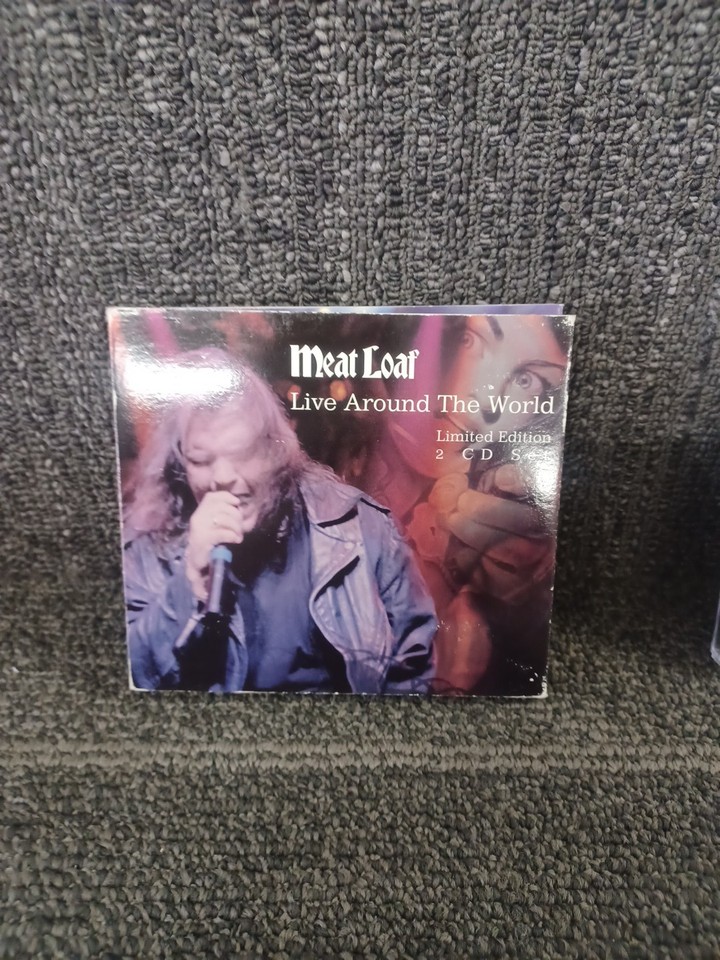 Meat Loaf
Live Around The World
Limited Edition
2 CD Set